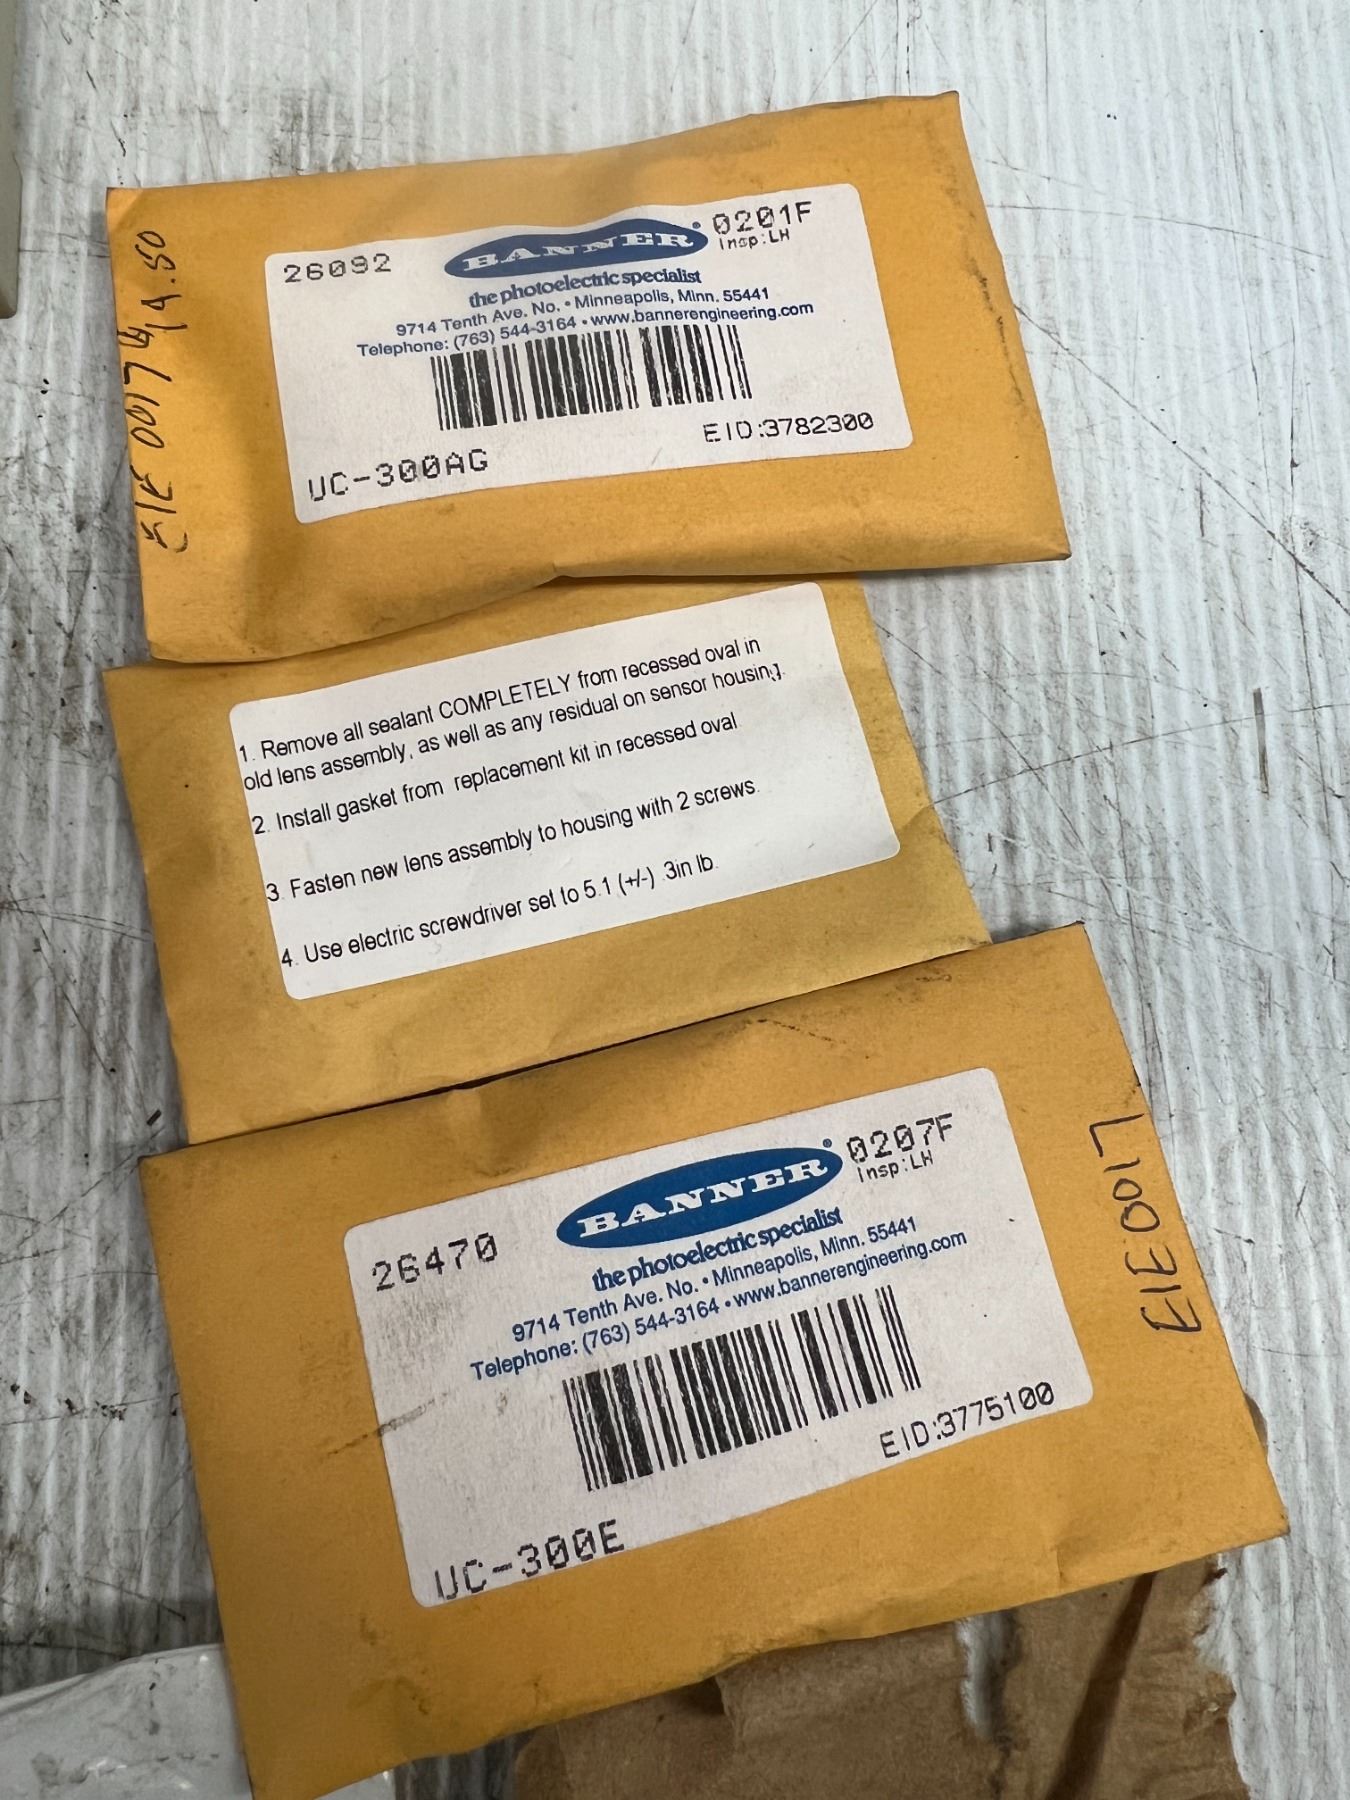 EIE 0017 $14.50
26092
BANNER®
0201F
Insp:LH
the photoelectric specialist
9714 Tenth Ave. No. • Minneapolis, Minn. 55441
Telephone: (763) 544-3164 • www.bannerengineering.com
EID:3782300
UC-300AG
1. Remove all sealant COMPLETELY from recessed oval in
old lens assembly, as well as any residual on sensor housing.
2. Install gasket from replacement kit in recessed oval
3. Fasten new lens assembly to housing with 2 screws.
4. Use electric screwdriver set to 5.1 (+/-) .3in lb.
26470
BANNER®
0207F
Insp:LH
the photoelectric specialist
9714 Tenth Ave. No. • Minneapolis, Minn. 55441
Telephone: (763) 544-3164 • www.bannerengineering.com
EID:3775100
UC-300E
EIE0017